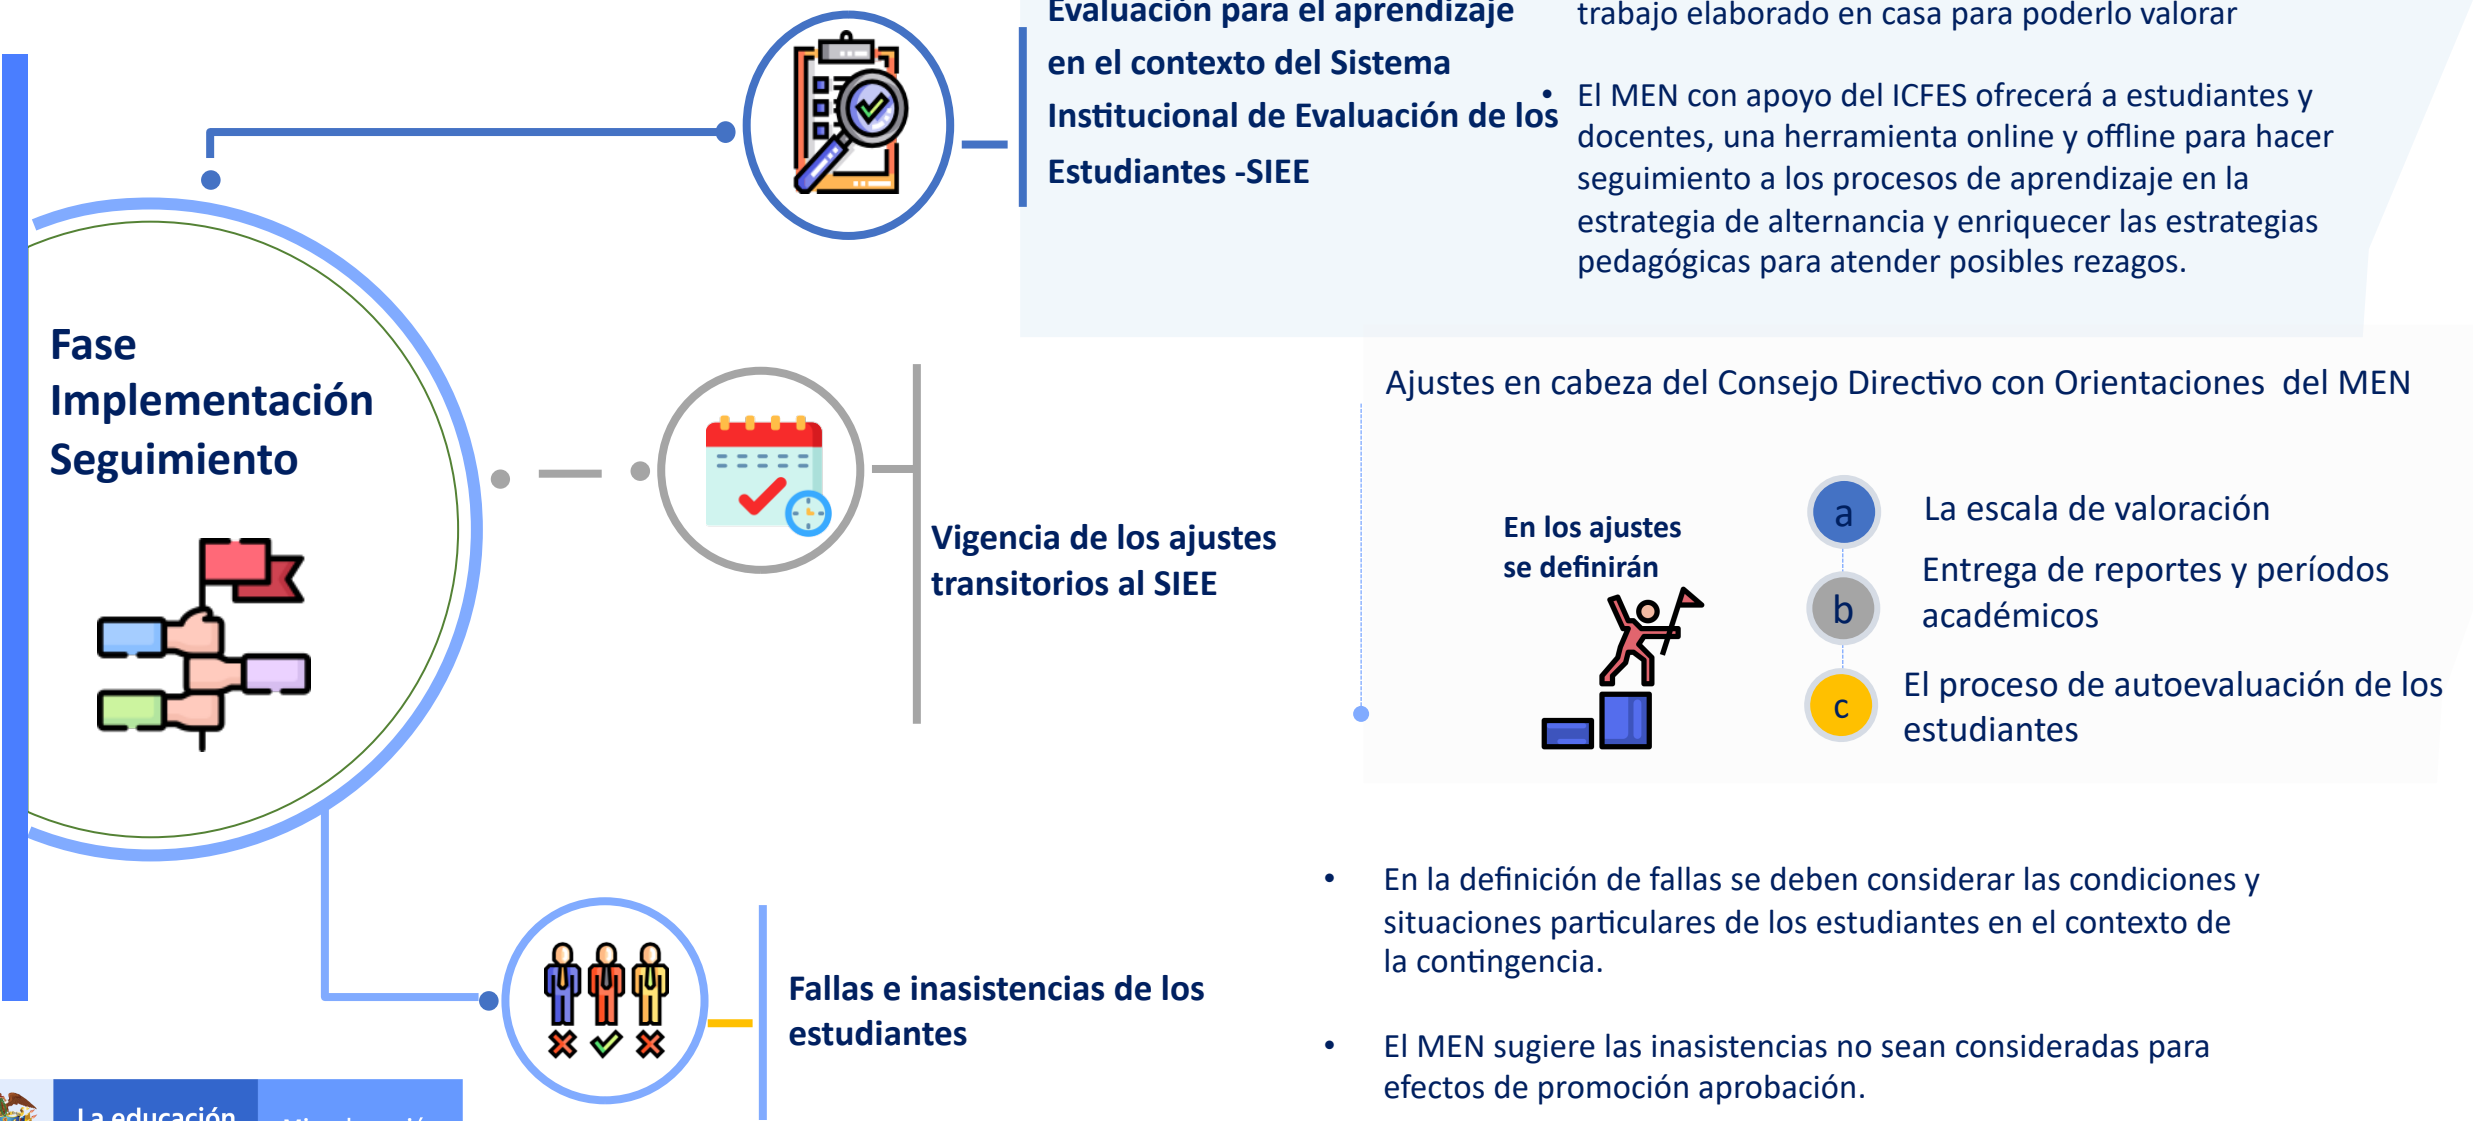 Evaluación para el aprendizaje
en el contexto del Sistema
Institucional de Evaluación de los
Estudiantes -SIEE
trabajo elaborado en casa para poderlo valorar
• El MEN con apoyo del ICFES ofrecerá a estudiantes y
docentes, una herramienta online y offline para hacer
seguimiento a los procesos de aprendizaje en la
estrategia de alternancia y enriquecer las estrategias
pedagógicas para atender posibles rezagos.
Fase
Implementación
Seguimiento
Vigencia de los ajustes
transitorios al SIEE
Ajustes en cabeza del Consejo Directivo con Orientaciones  del MEN
En los ajustes
se definirán
a La escala de valoración
b Entrega de reportes y períodos
académicos
c El proceso de autoevaluación de los
estudiantes
Fallas e inasistencias de los
estudiantes
• En la definición de fallas se deben considerar las condiciones y
situaciones particulares de los estudiantes en el contexto de
la contingencia.
• El MEN sugiere las inasistencias no sean consideradas para
efectos de promoción aprobación.
La educación